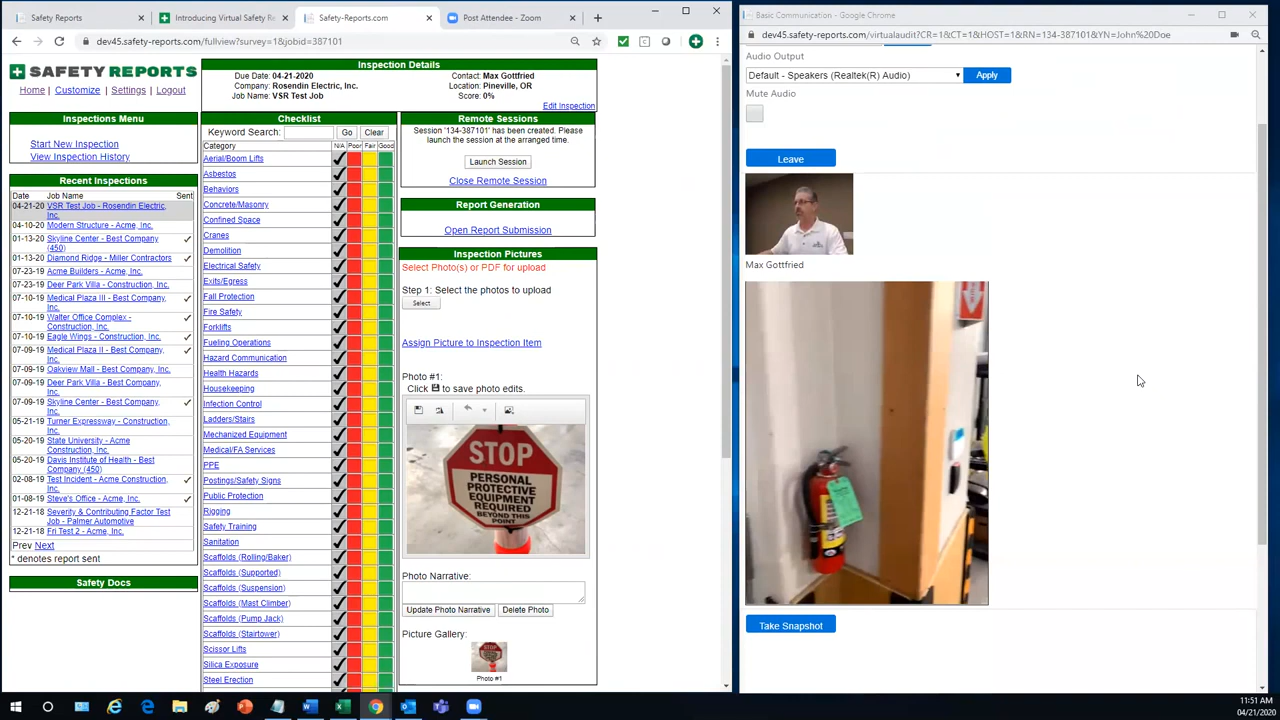 Safety Reports
Introducing Virtual Safety Re
Safety-Reports.com
Post Attendee - Zoom
dev45.safety-reports.com/fullview?survey=1&jobid=387101
SAFETYREPORTS
Home Customize Settings Logout
Inspections Menu
Start New Inspection
View Inspection History
Recent Inspections
Date Job Name Sent
04-21-20 VSR Test Job - Rosendin Electric, Inc.
04-10-20 Modern Structure - Acme, Inc.
01-13-20 Skyline Center - Best Company (450)
01-13-20 Diamond Ridge - Miller Contractors
07-23-19 Acme Builders - Acme, Inc.
07-23-19 Deer Park Villa - Construction, Inc.
07-10-19 Medical Plaza III - Best Company, Inc.
07-10-19 Walter Office Complex - Construction, Inc.
07-10-19 Eagle Wings - Construction, Inc.
07-09-19 Medical Plaza II - Best Company, Inc.
07-09-19 Oakview Mall - Best Company, Inc.
07-09-19 Deer Park Villa - Best Company, Inc.
07-09-19 Skyline Center - Best Company, Inc.
05-21-19 Turner Expressway - Construction, Inc.
05-20-19 State University - Acme Construction, Inc.
05-20-19 Davis Institute of Health - Best Company (450)
02-08-19 Test Incident - Acme Construction, Inc.
01-08-19 Steve's Office - Acme, Inc.
12-21-18 Severity & Contributing Factor Test Job - Palmer Automotive
12-31-18 Fri Test 2 - Acme, Inc.
Prev Next
* denotes report sent
Safety Docs
Inspection Details
Due Date: 04-21-2020
Company: Rosendin Electric, Inc.
Job Name: VSR Test Job
Contact: Max Gottfried
Location: Pineville, OR
Score: 0%
Edit Inspection
Checklist
Keyword Search: Go Clear
Category N/A Poor Fair Good
Aerial/Boom Lifts
Asbestos
Behaviors
Concrete/Masonry
Confined Space
Cranes
Demolition
Electrical Safety
Exits/Egress
Fall Protection
Fire Safety
Forklifts
Fueling Operations
Hazard Communication
Health Hazards
Housekeeping
Infection Control
Ladders/Stairs
Mechanized Equipment
Medical/FA Services
PPE
Postings/Safety Signs
Public Protection
Rigging
Safety Training
Sanitation
Scaffolds (Rolling/Baker)
Scaffolds (Supported)
Scaffolds (Suspension)
Scaffolds (Mast Climber)
Scaffolds (Pump Jack)
Scaffolds (Stairtower)
Scissor Lifts
Silica Exposure
Steel Erection
Remote Sessions
Session '134-387101' has been created. Please
launch the session at the arranged time.
Launch Session
Close Remote Session
Report Generation
Open Report Submission
Inspection Pictures
Select Photo(s) or PDF for upload
Step 1: Select the photos to upload
Select
Assign Picture to Inspection Item
Photo #1:
Click to save photo edits.
STOP
PERSONAL
PROTECTIVE
EQUIPMENT
REQUIRED
BEYOND THIS
POINT
Photo Narrative:
Update Photo Narrative Delete Photo
Picture Gallery:
Photo #1
Basic Communication - Google Chrome
dev45.safety-reports.com/virtualaudit?CR=1&CT=1&HOST=1&RN=134-387101&YN=John%20Doe
Audio Output
Default - Speakers (Realtek(R) Audio) Apply
Mute Audio
Leave
Max Gottfried
Take Snapshot
11:51 AM
04/21/2020